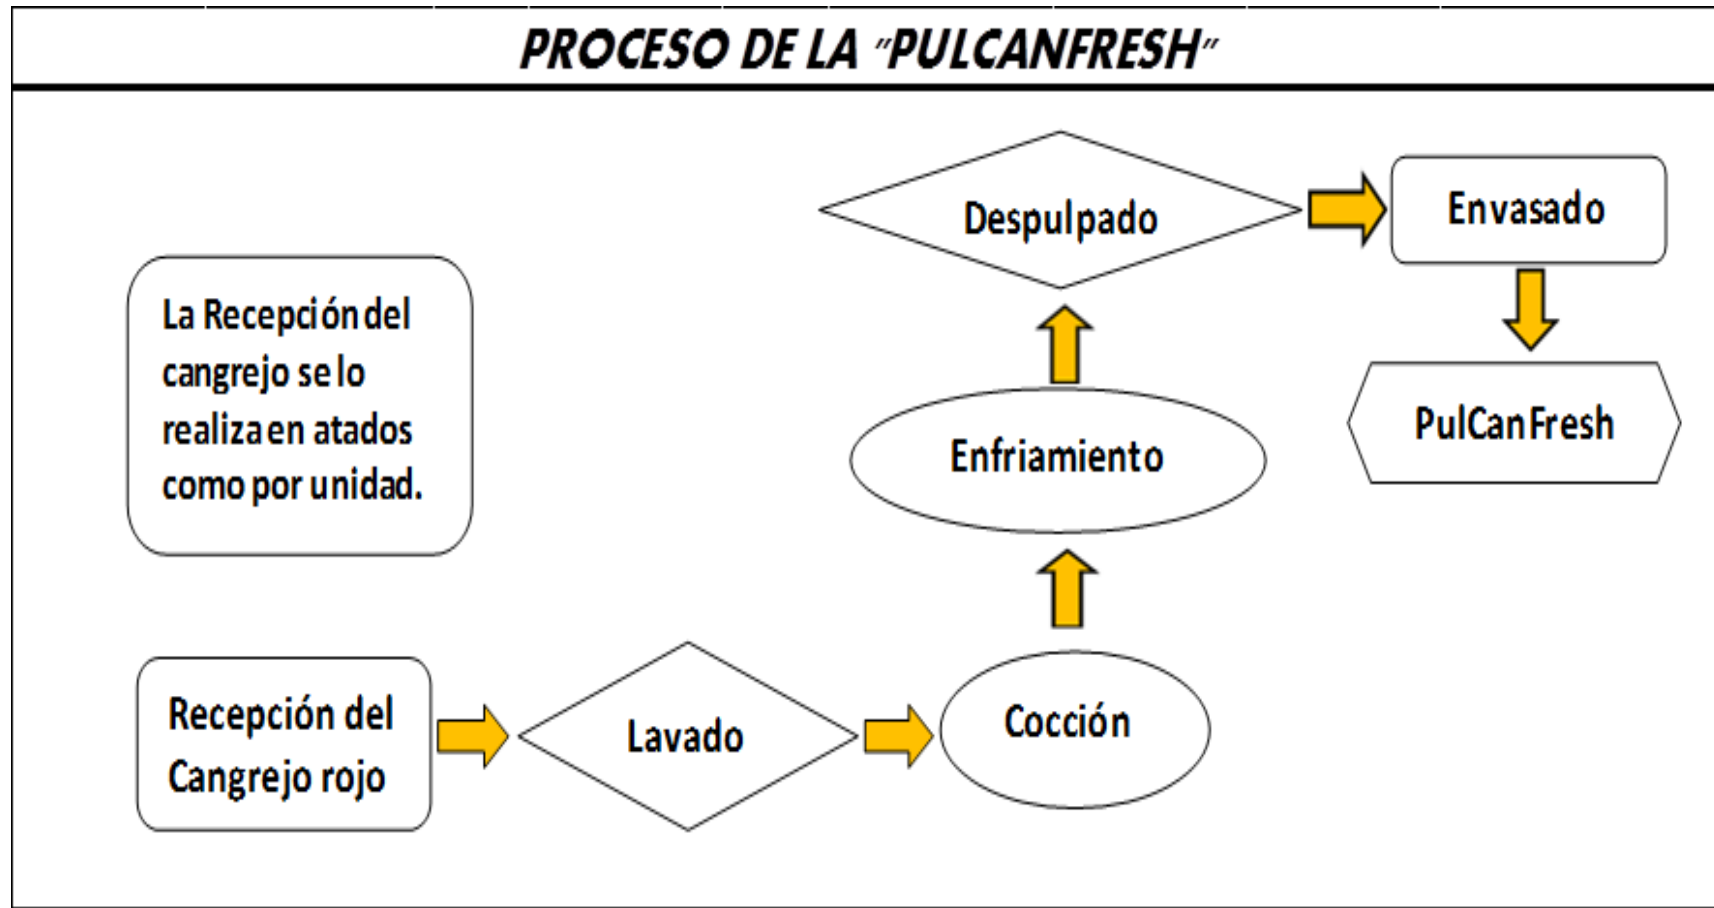 PROCESO DE LA "PULCANFRESH"
La Recepción del
cangrejo se lo
realiza en atados
como por unidad.
Recepción del
Cangrejo rojo
Lavado
Cocción
Enfriamiento
Despulpado
Envasado
PulCanFresh